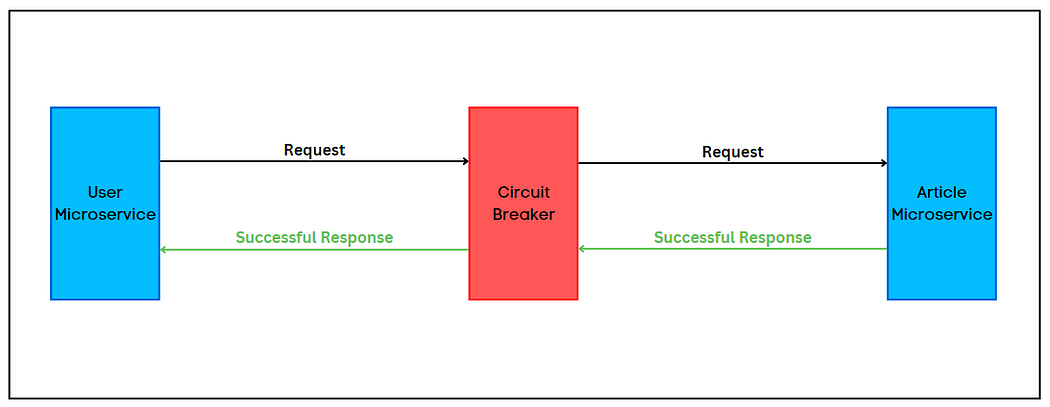 Request
Request
User
Microservice
Circuit
Breaker
Article
Microservice
Successful Response
Successful Response